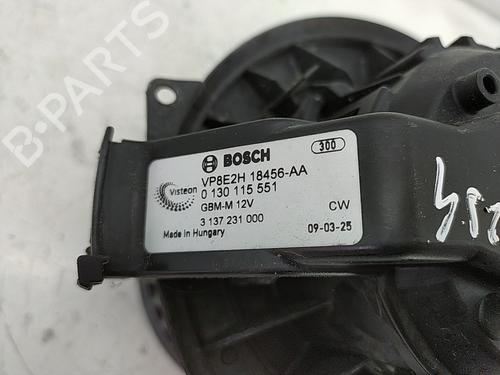 B-PARTS
BOSCH
300
VP8E2H 18456-AA
Visteon
0 130 115 551
GBM-M 12V
CW
3 137 231 000
Made in Hungary
09-03-25